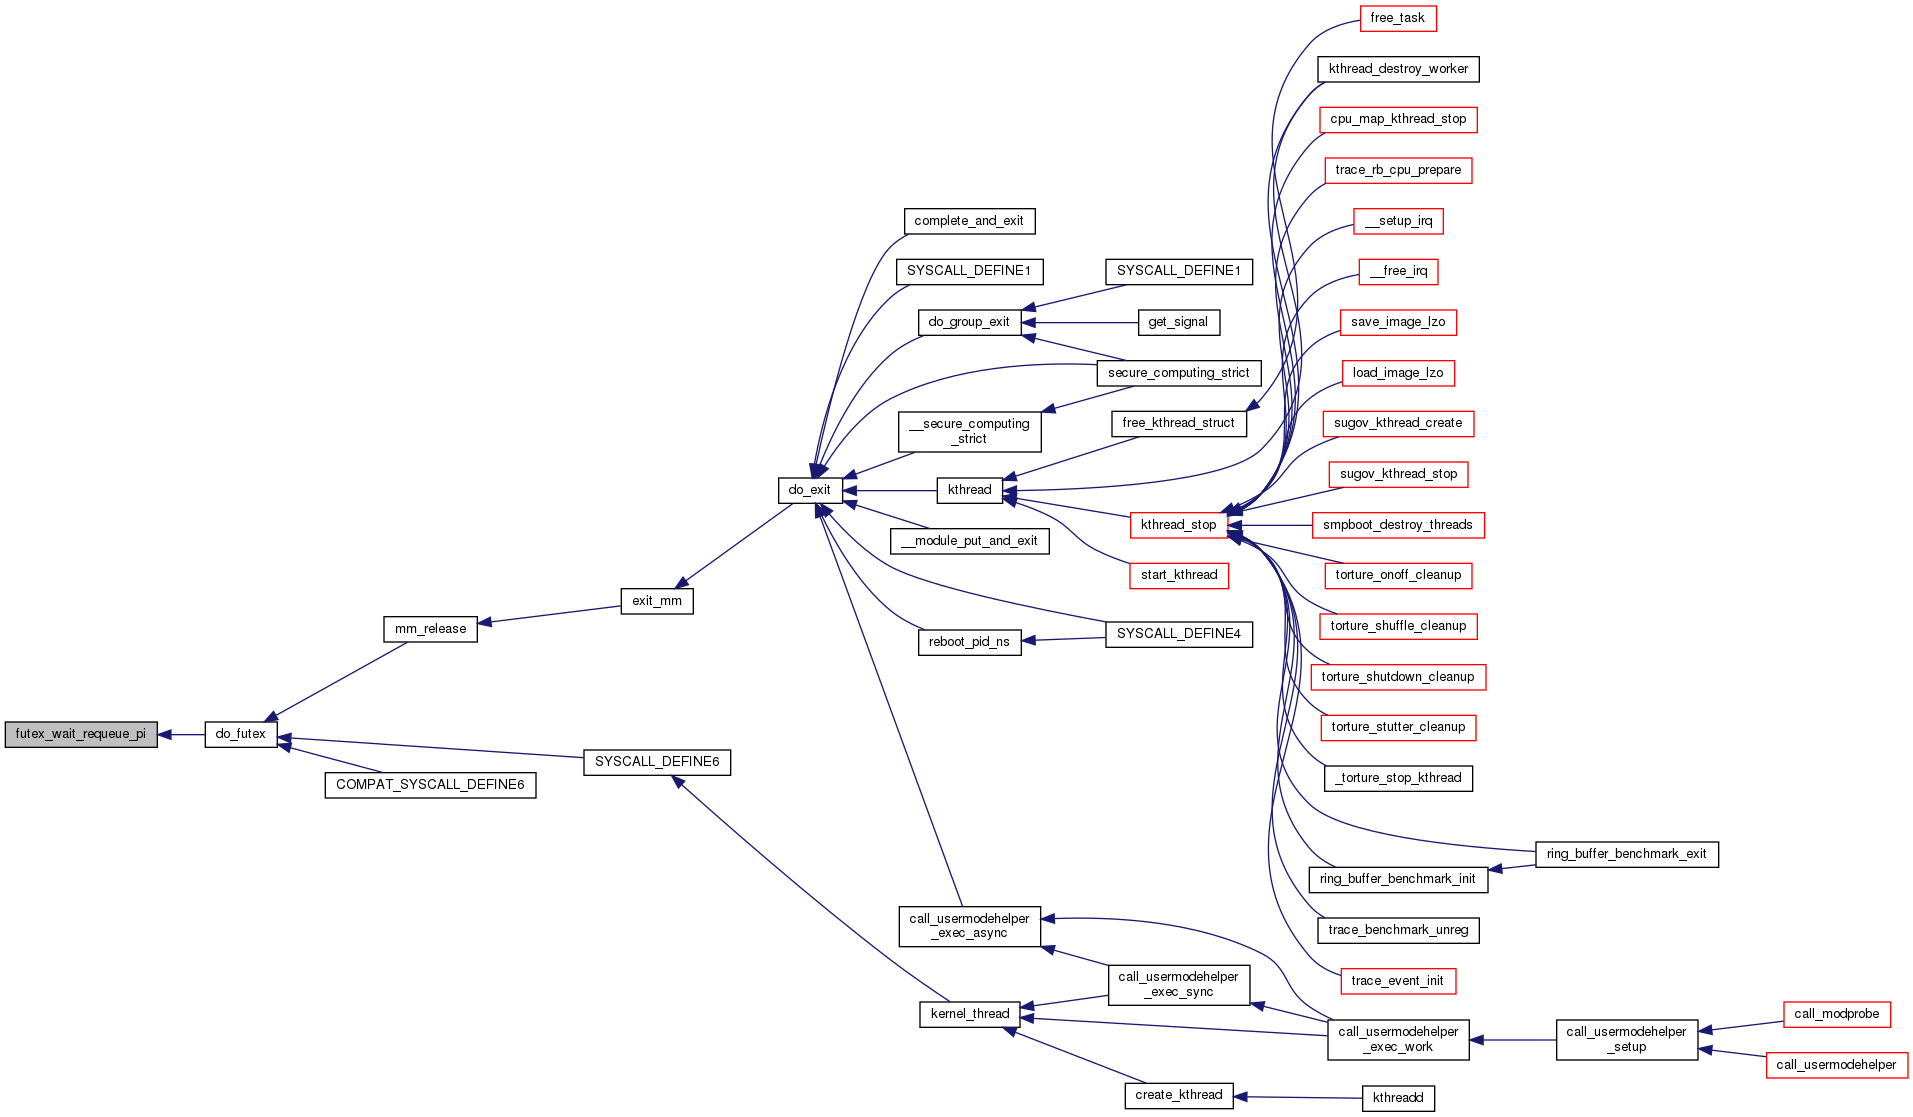 free_task
kthread_destroy_worker
cpu_map_kthread_stop
trace_rb_cpu_prepare
complete_and_exit
__setup_irq
SYSCALL_DEFINE1
SYSCALL_DEFINE1
__free_irq
do_group_exit
get_signal
save_image_lzo
secure_computing_strict
load_image_lzo
__secure_computing
_strict
free_kthread_struct
sugov_kthread_create
do_exit
kthread
sugov_kthread_stop
kthread_stop
smpboot_destroy_threads
__module_put_and_exit
start_kthread
torture_onoff_cleanup
exit_mm
mm_release
reboot_pid_ns
SYSCALL_DEFINE4
torture_shuffle_cleanup
torture_shutdown_cleanup
futex_wait_requeue_pi
do_futex
torture_stutter_cleanup
SYSCALL_DEFINE6
COMPAT_SYSCALL_DEFINE6
_torture_stop_kthread
ring_buffer_benchmark_exit
ring_buffer_benchmark_init
call_usermodehelper
_exec_async
trace_benchmark_unreg
call_usermodehelper
_exec_sync
trace_event_init
kernel_thread
call_usermodehelper
_exec_work
call_usermodehelper
_setup
call_modprobe
call_usermodehelper
create_kthread
kthreadd